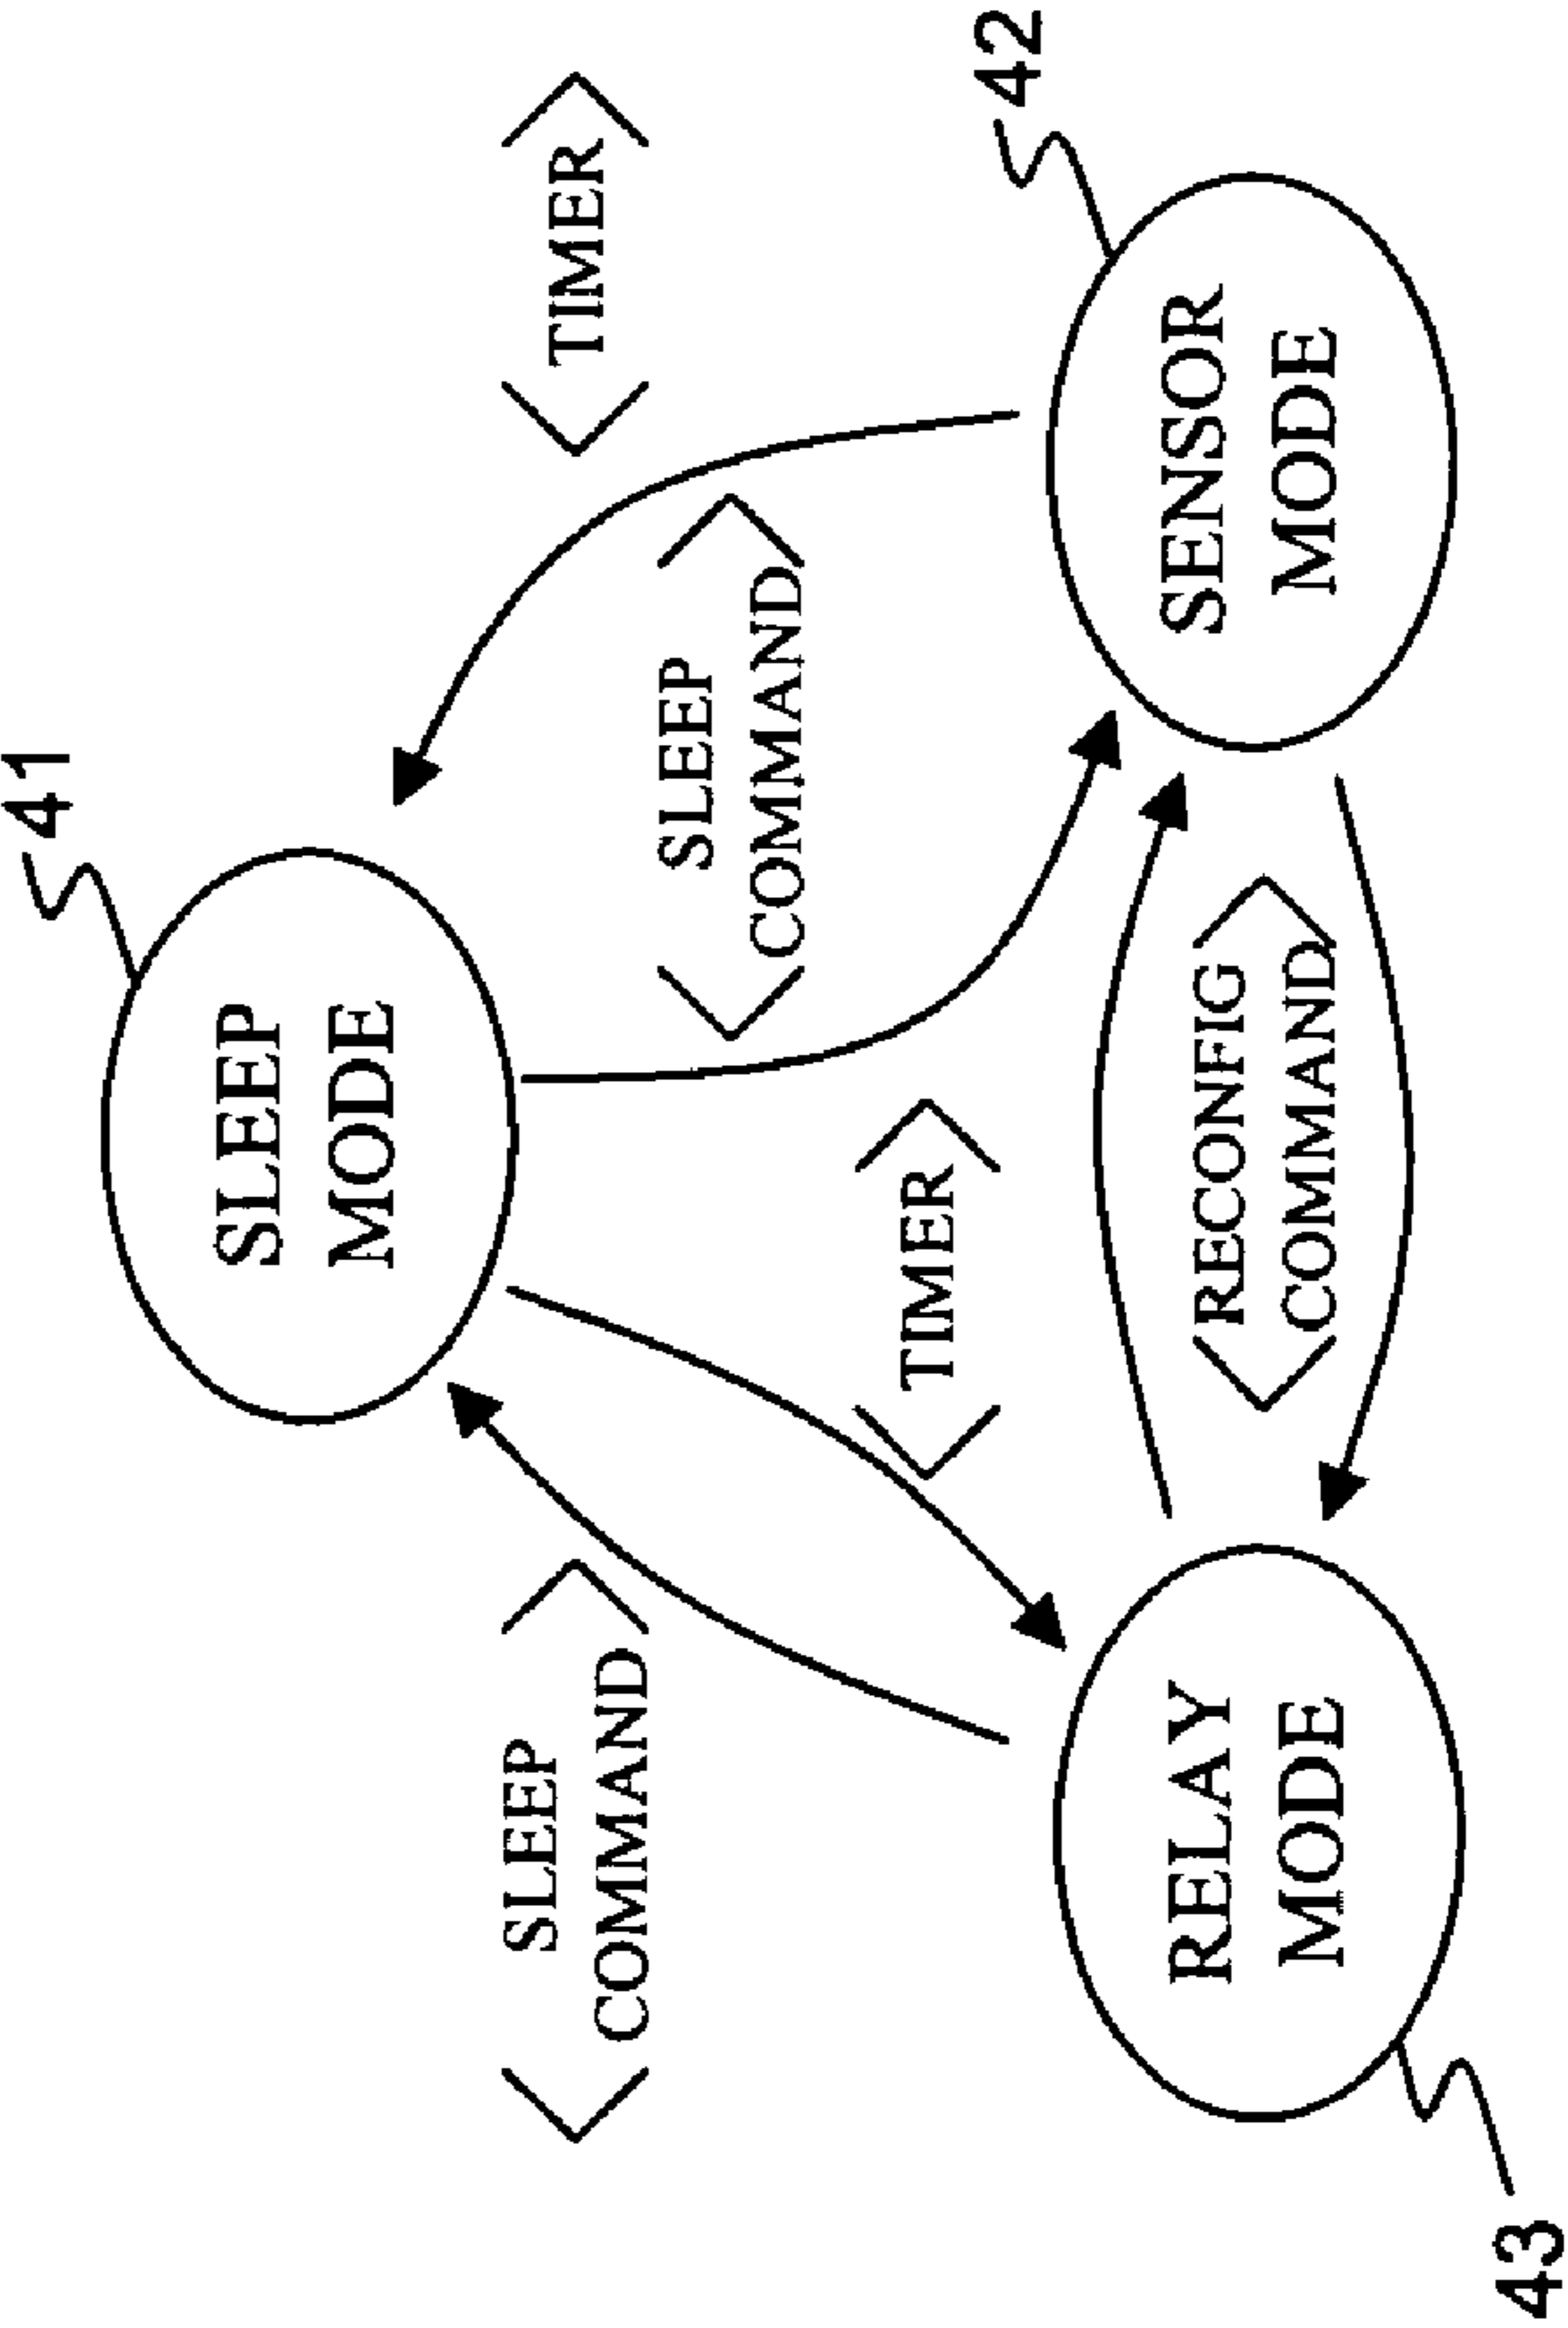 41
SLEEP
MODE
<SLEEP
COMMAND>
<TIMER>
<SLEEP
COMMAND>
<TIMER>
42
RELAY
MODE
<RECONFIG
COMMAND>
SENSOR
MODE
43